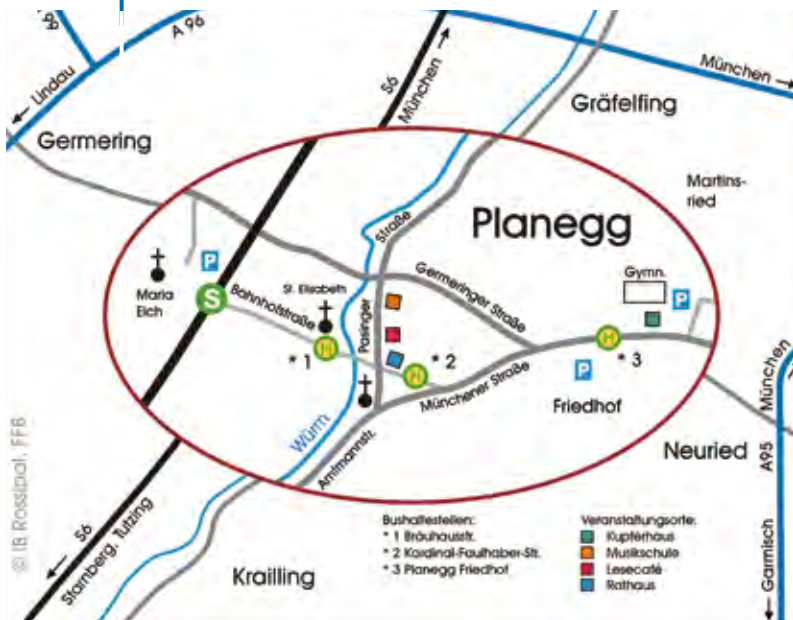 96
A 96
Lindau
S6
München
München
Gräfelfing
Germering
Martins-
ried
Planegg
Straße
Germeringer Straße
Gymn.
P
P
Maria
Eich
S
Bahnhofstraße
St. Elisabeth
H
* 1
Pasinger
H
* 2
H
* 3
P
Münchener Straße
Friedhof
Würm
Neuried
München
A95
Garmisch
S6
Starnberg, Tutzing
Krailling
Bushaltestellen:
* 1 Bräuhausstr.
* 2 Kardinal-Faulhaber-Str.
* 3 Planegg Friedhof
Veranstaltungsorte:
Kupferhaus
Musikschule
Lesecafé
Rathaus
© IB Rossipal, FFB